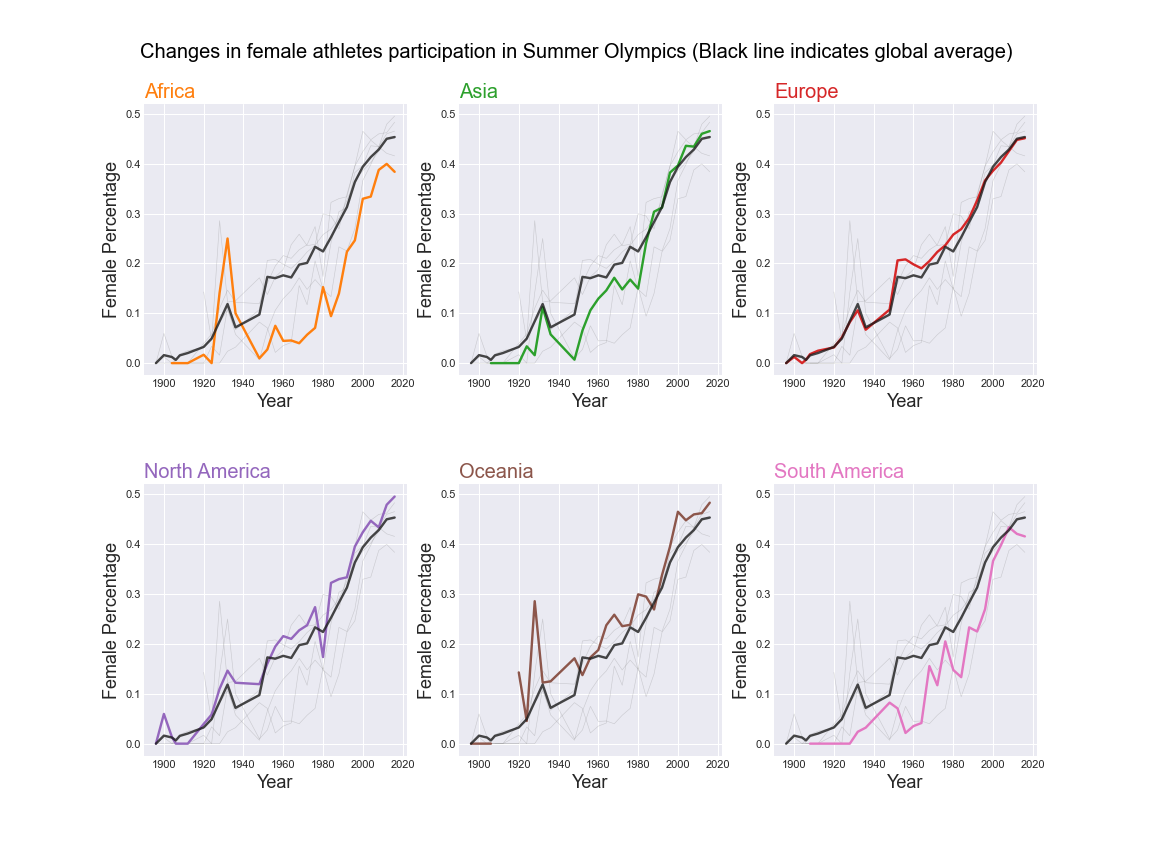 Changes in female athletes participation in Summer Olympics (Black line indicates global average)
Africa
0.5
0.4
0.3
0.2
0.1
0.0
Female Percentage
1900 1920 1940 1960 1980 2000 2020
Year
Asia
0.5
0.4
0.3
0.2
0.1
0.0
Female Percentage
1900 1920 1940 1960 1980 2000 2020
Year
Europe
0.5
0.4
0.3
0.2
0.1
0.0
Female Percentage
1900 1920 1940 1960 1980 2000 2020
Year
North America
0.5
0.4
0.3
0.2
0.1
0.0
Female Percentage
1900 1920 1940 1960 1980 2000 2020
Year
Oceania
0.5
0.4
0.3
0.2
0.1
0.0
Female Percentage
1900 1920 1940 1960 1980 2000 2020
Year
South America
0.5
0.4
0.3
0.2
0.1
0.0
Female Percentage
1900 1920 1940 1960 1980 2000 2020
Year